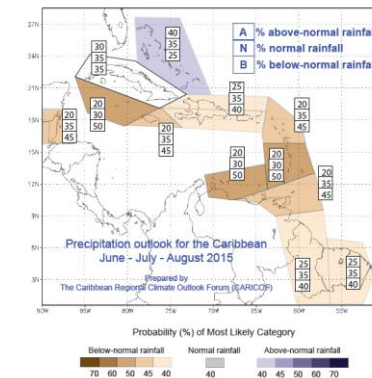 27N
24N
21N
18N
15N
12N
9N
6N
3N
A % above-normal rainfall
N % normal rainfall
B % below-normal rainfall
40
35
25
30
35
35
20
30
50
25
35
40
20
35
45
20
35
45
20
35
45
20
30
50
20
30
50
20
35
45
25
35
40
25
35
40
Precipitation outlook for the Caribbean
June - July - August 2015
Prepared by
The Caribbean Regional Climate Outlook Forum (CARICOF)
90W 85W 80W 75W 70W 65W 60W 55W
Probability (%) of Most Likely Category
Below-normal rainfall Normal rainfall Above-normal rainfall
70 60 50 45 40 40 40 45 50 60 70